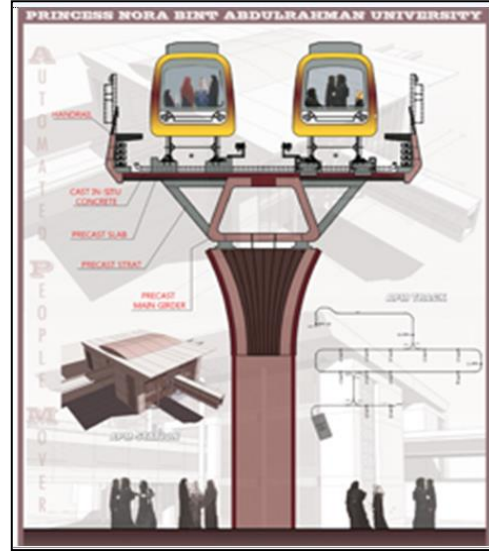 PRINCESS NORA BINT ABDULRAHMAN UNIVERSITY
AUTOMATED PEOPLE MOVER
HANDRAIL
CAST IN-SITU
CONCRETE
PRECAST SLAB
PRECAST STRAT
PRECAST
MAIN GIRDER
APM TRACK
APM STATION